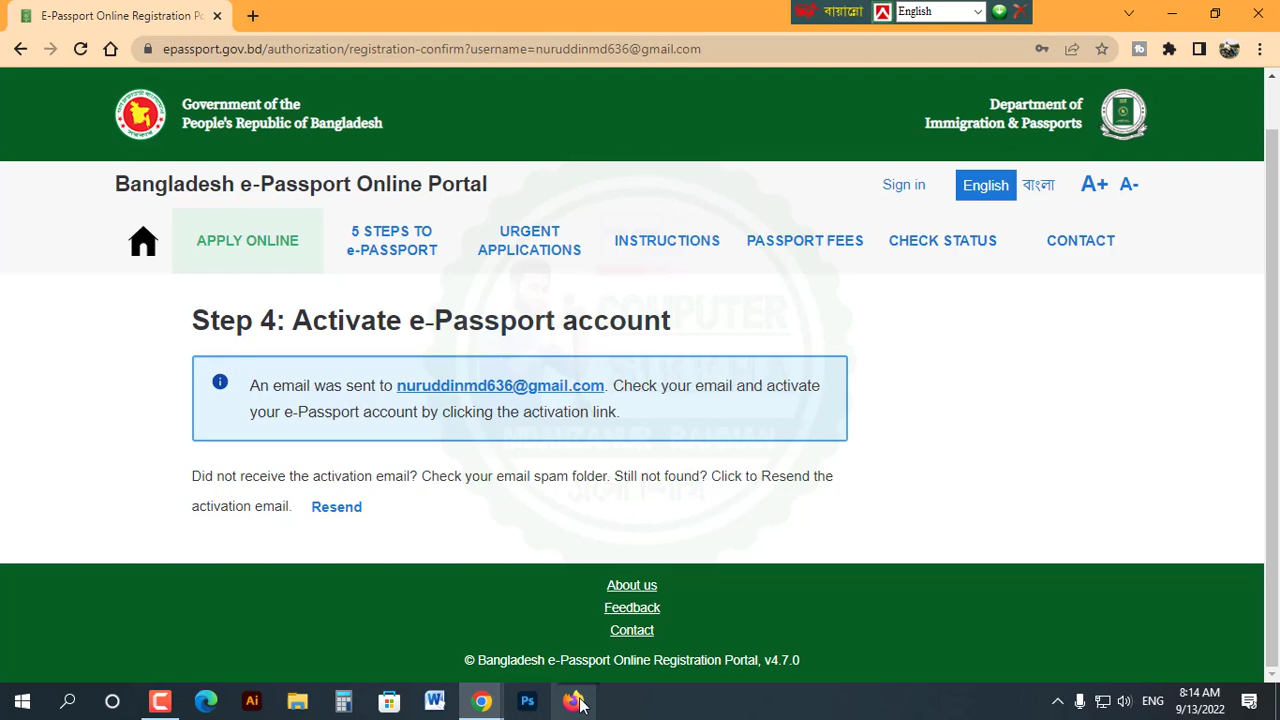 E-Passport Online Registration Po
বায়ান্নো
English
epassport.gov.bd/authorization/registration-confirm?username=nuruddinmd636@gmail.com
Government of the
People's Republic of Bangladesh
Department of
Immigration & Passports
Bangladesh e-Passport Online Portal
Sign in
English
বাংলা
A+
A-
APPLY ONLINE
5 STEPS TO
e-PASSPORT
URGENT
APPLICATIONS
INSTRUCTIONS
PASSPORT FEES
CHECK STATUS
CONTACT
Step 4: Activate e-Passport account
An email was sent to nuruddinmd636@gmail.com. Check your email and activate
your e-Passport account by clicking the activation link.
COMPUTER
Did not receive the activation email? Check your email spam folder. Still not found? Click to Resend the
activation email. Resend
About us
Feedback
Contact
© Bangladesh e-Passport Online Registration Portal, v4.7.0
Ai
Ps
ENG
8:14 AM
9/13/2022